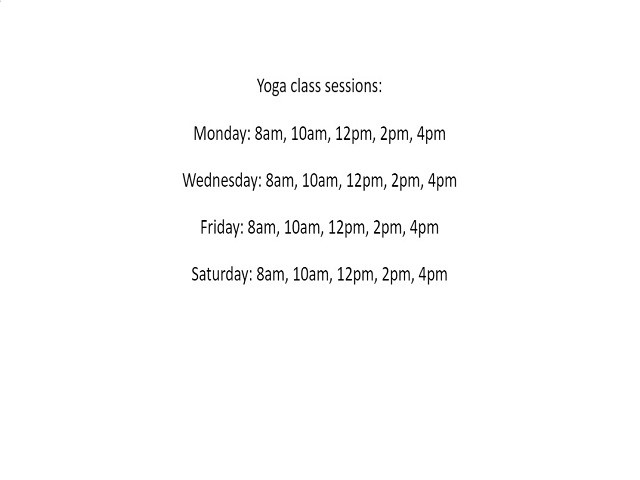 Yoga class sessions:
Monday: 8am, 10am, 12pm, 2pm, 4pm
Wednesday: 8am, 10am, 12pm, 2pm, 4pm
Friday: 8am, 10am, 12pm, 2pm, 4pm
Saturday: 8am, 10am, 12pm, 2pm, 4pm